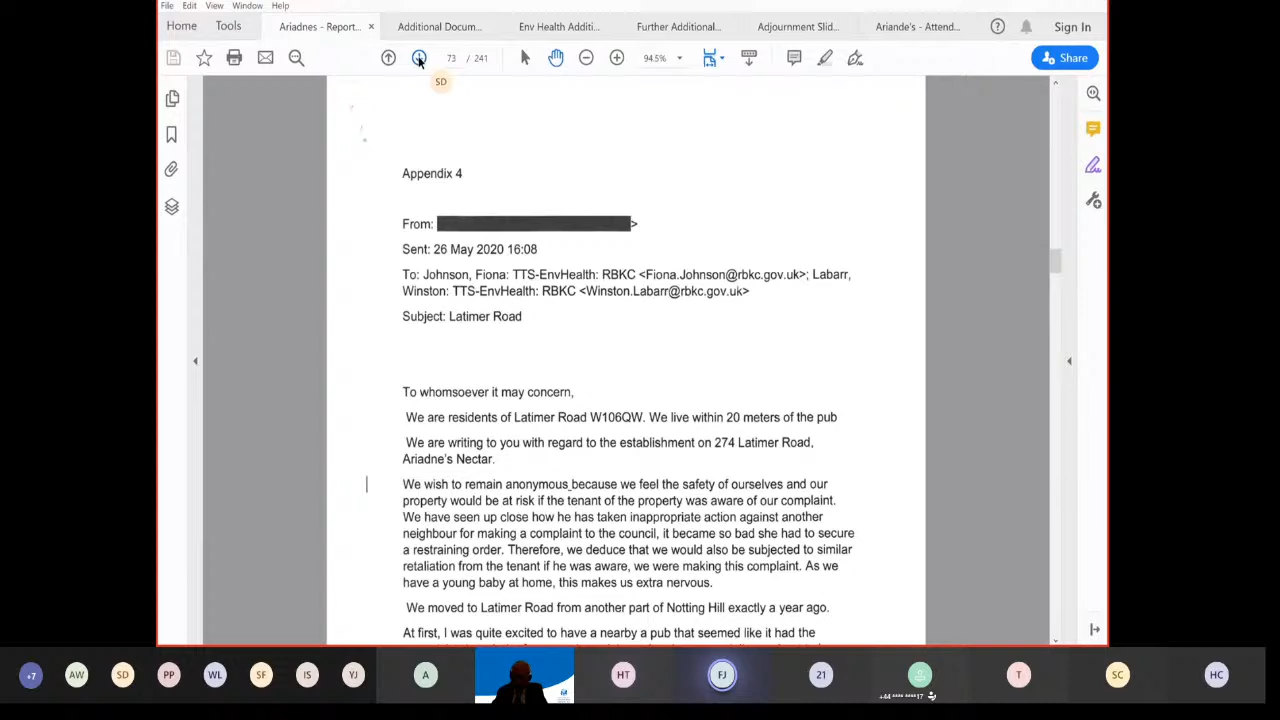 File Edit View Window Help
Home Tools Ariadnes - Report... × Additional Docum... Env Health Additi... Further Additional... Adjournment Slid... Ariande's - Attend... Sign In
73 / 241 94.5% Share
SD
Appendix 4
From: >
Sent: 26 May 2020 16:08
To: Johnson, Fiona: TTS-EnvHealth: RBKC <Fiona.Johnson@rbkc.gov.uk>; Labarr,
Winston: TTS-EnvHealth: RBKC <Winston.Labarr@rbkc.gov.uk>
Subject: Latimer Road
To whomsoever it may concern,
We are residents of Latimer Road W106QW. We live within 20 meters of the pub
We are writing to you with regard to the establishment on 274 Latimer Road,
Ariadne's Nectar.
We wish to remain anonymous because we feel the safety of ourselves and our
property would be at risk if the tenant of the property was aware of our complaint.
We have seen up close how he has taken inappropriate action against another
neighbour for making a complaint to the council, it became so bad she had to secure
a restraining order. Therefore, we deduce that we would also be subjected to similar
retaliation from the tenant if he was aware, we were making this complaint. As we
have a young baby at home, this makes us extra nervous.
We moved to Latimer Road from another part of Notting Hill exactly a year ago.
At first, I was quite excited to have a nearby a pub that seemed like it had the
+7 AW SD PP WL SF IS YJ A HT FJ 21 T SC HC
+44 **** ****17